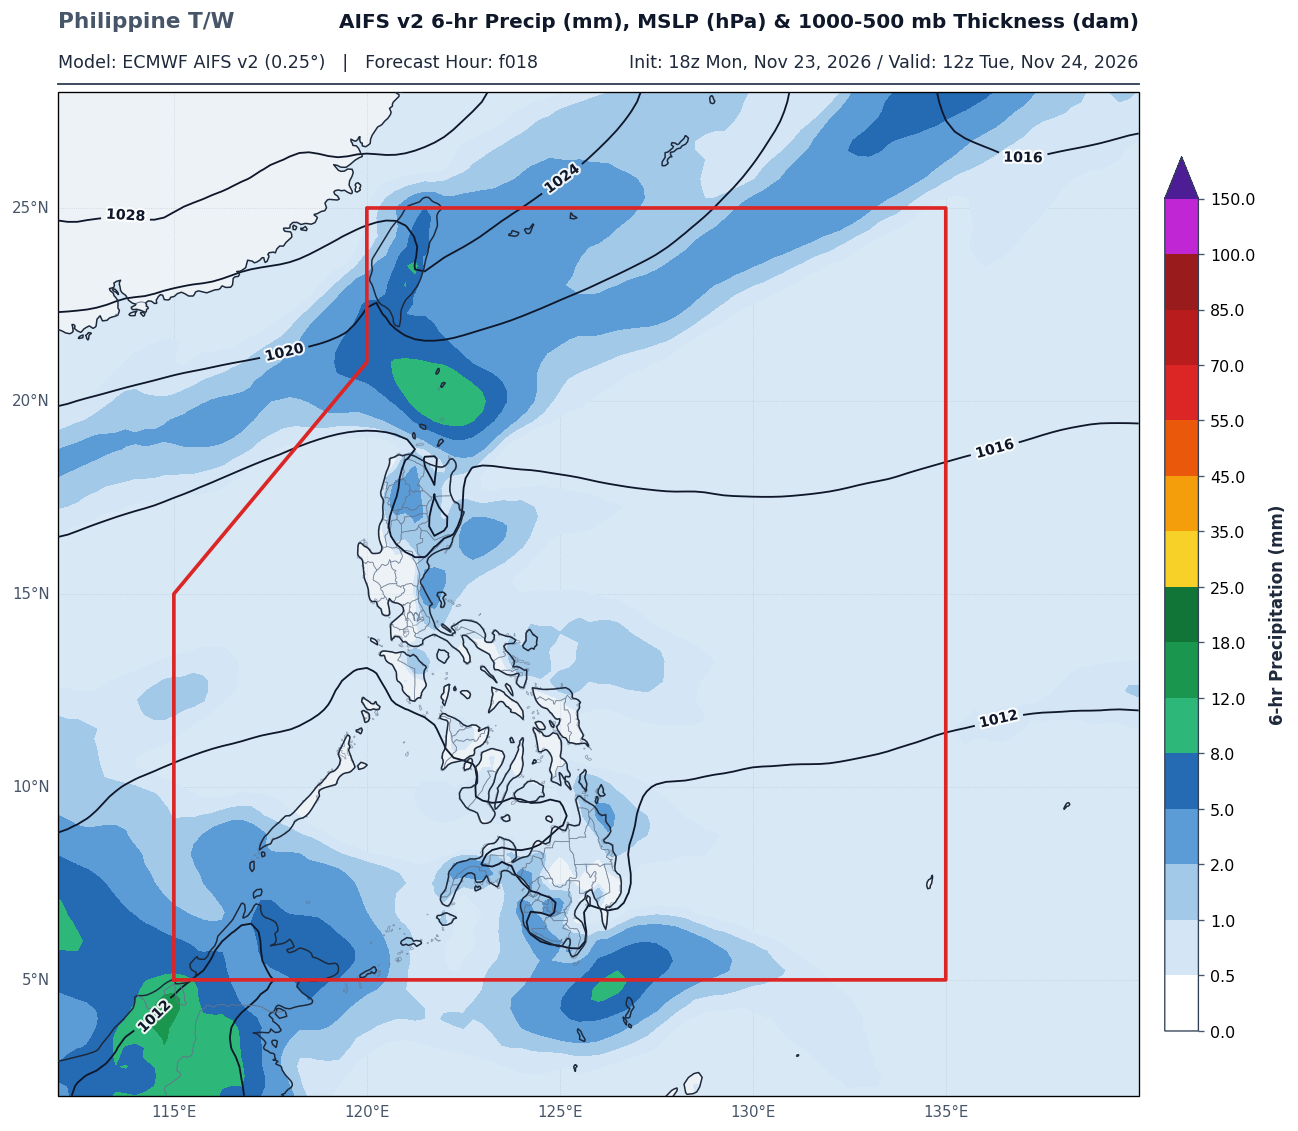 Philippine T/W
AIFS v2 6-hr Precip (mm), MSLP (hPa) & 1000-500 mb Thickness (dam)
Model: ECMWF AIFS v2 (0.25°) | Forecast Hour: f018
Init: 18z Mon, Nov 23, 2026 / Valid: 12z Tue, Nov 24, 2026
1016
1024
1028
1020
1016
1012
1012
25°N
20°N
15°N
10°N
5°N
115°E
120°E
125°E
130°E
135°E
150.0
100.0
85.0
70.0
55.0
45.0
35.0
25.0
18.0
12.0
8.0
5.0
2.0
1.0
0.5
0.0
6-hr Precipitation (mm)